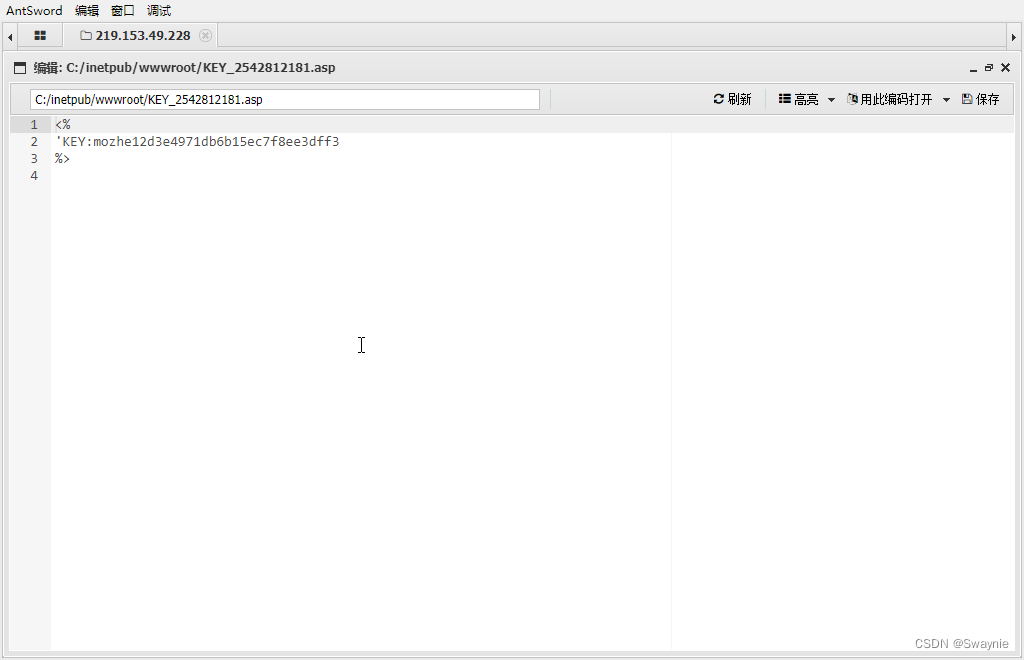 AntSword 编辑 窗口 调试
219.153.49.228
编辑: C:/inetpub/wwwroot/KEY_2542812181.asp
C:/inetpub/wwwroot/KEY_2542812181.asp 刷新 高亮 用此编码打开 保存
1 <%
2 'KEY:mozhe12d3e4971db6b15ec7f8ee3dff3
3 %>
4
CSDN @Swaynie